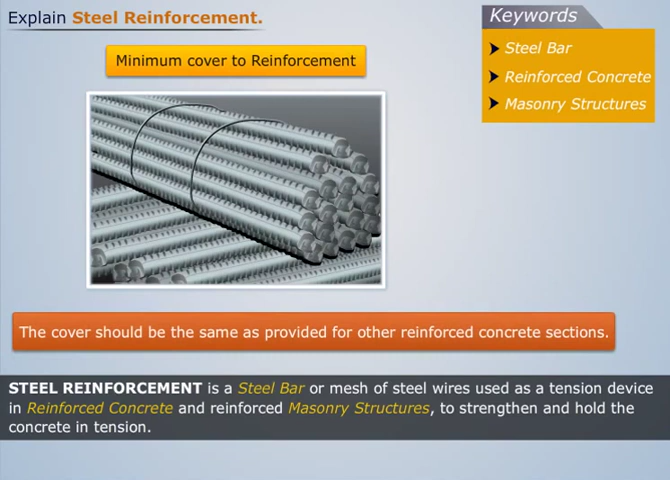 Explain Steel Reinforcement.
Keywords
Steel Bar
Reinforced Concrete
Masonry Structures
Minimum cover to Reinforcement
The cover should be the same as provided for other reinforced concrete sections.
STEEL REINFORCEMENT is a Steel Bar or mesh of steel wires used as a tension device
in Reinforced Concrete and reinforced Masonry Structures, to strengthen and hold the
concrete in tension.